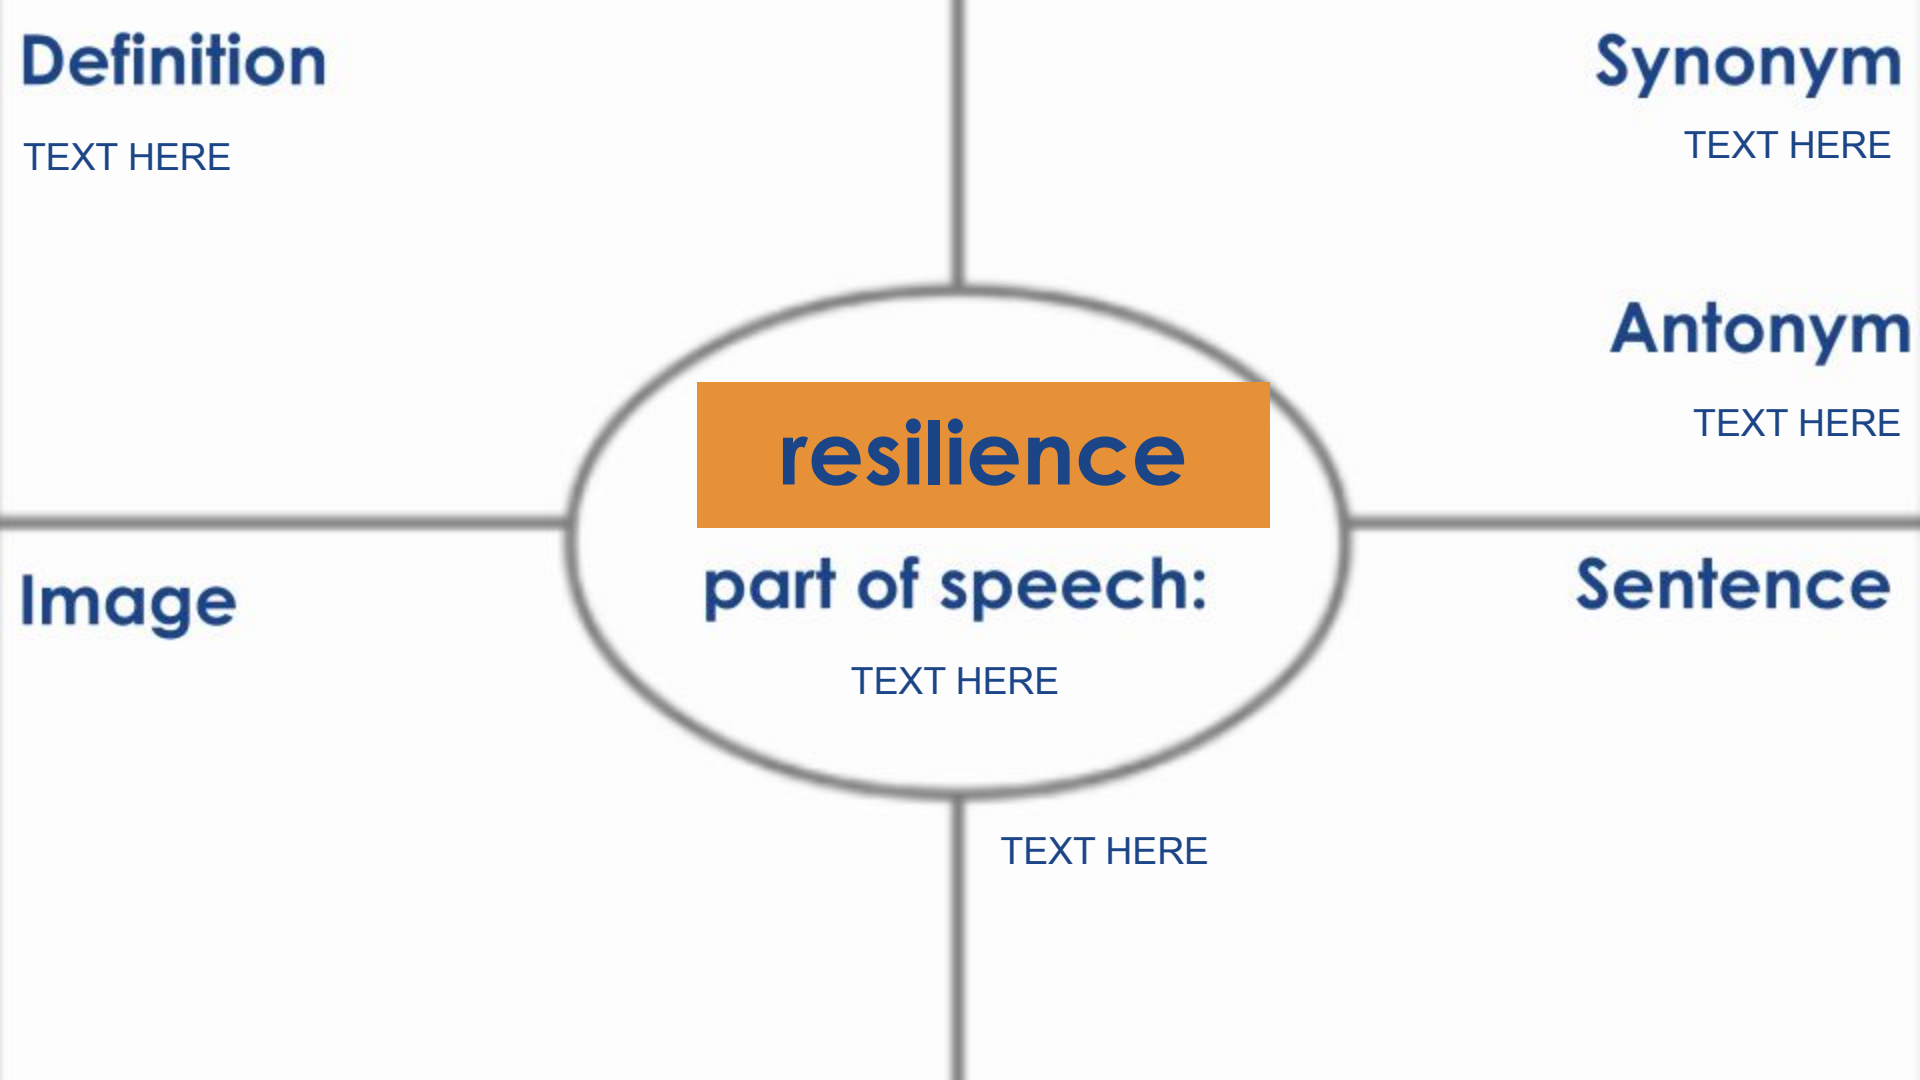 Definition
TEXT HERE
Synonym
TEXT HERE
Antonym
TEXT HERE
resilience
part of speech:
TEXT HERE
Image
Sentence
TEXT HERE